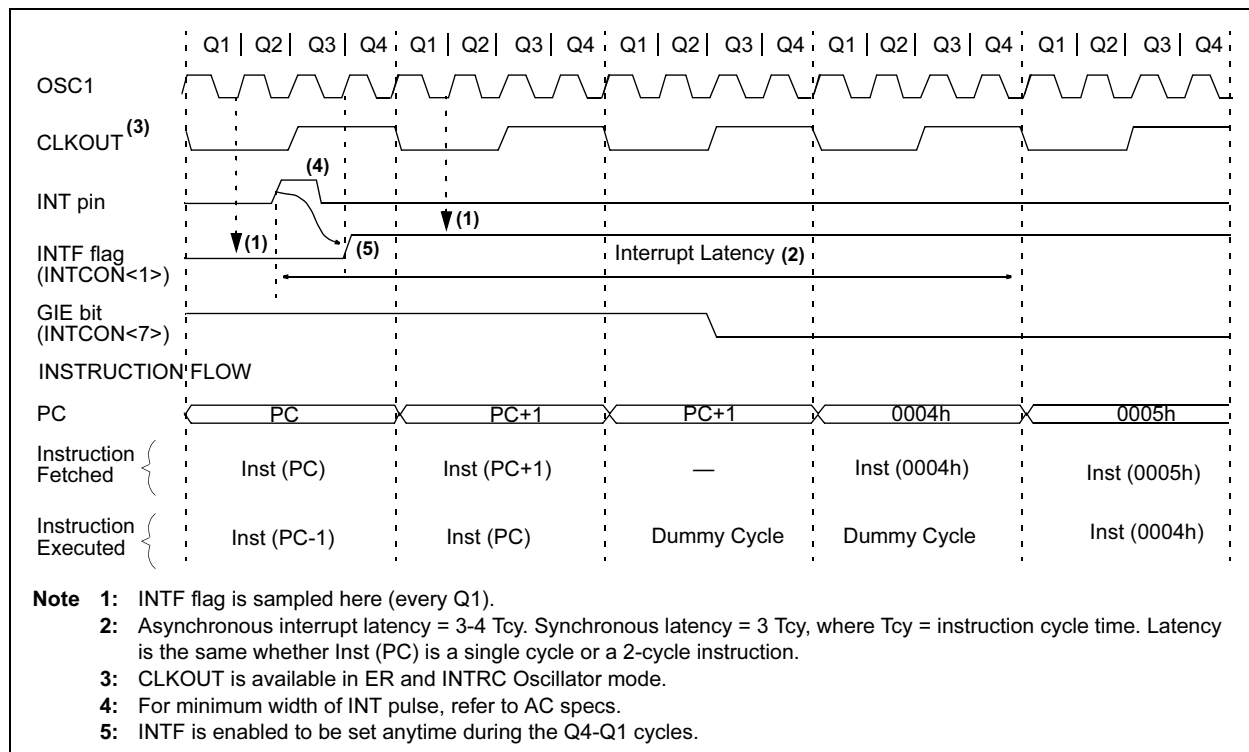 Q1 | Q2 | Q3 | Q4 Q1 | Q2 | Q3 | Q4 Q1 | Q2 | Q3 | Q4 Q1 | Q2 | Q3 | Q4 Q1 | Q2 | Q3 | Q4
OSC1
CLKOUT (3)
(4)
INT pin
(1) (1)
INTF flag (5) Interrupt Latency (2)
(INTCON<1>)
GIE bit
(INTCON<7>)
INSTRUCTION FLOW
PC PC PC+1 PC+1 0004h 0005h
Instruction
Fetched Inst (PC) Inst (PC+1) — Inst (0004h) Inst (0005h)
Instruction
Executed Inst (PC-1) Inst (PC) Dummy Cycle Dummy Cycle Inst (0004h)
Note 1: INTF flag is sampled here (every Q1).
2: Asynchronous interrupt latency = 3-4 Tcy. Synchronous latency = 3 Tcy, where Tcy = instruction cycle time. Latency
is the same whether Inst (PC) is a single cycle or a 2-cycle instruction.
3: CLKOUT is available in ER and INTRC Oscillator mode.
4: For minimum width of INT pulse, refer to AC specs.
5: INTF is enabled to be set anytime during the Q4-Q1 cycles.